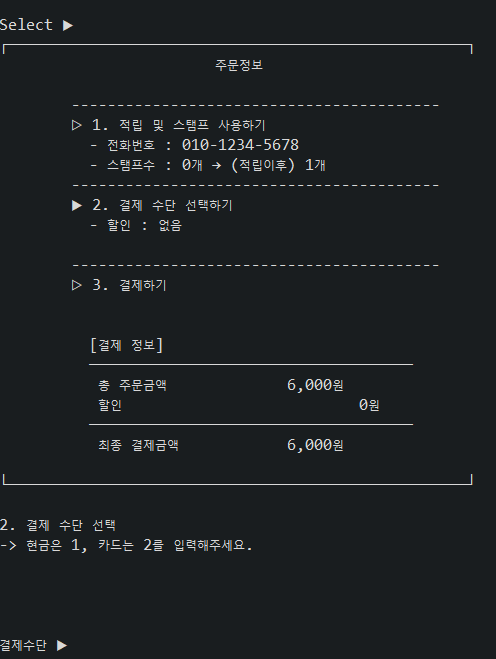 Select ▶
주문정보
----------------------------------------
▷ 1. 적립 및 스탬프 사용하기
- 전화번호 : 010-1234-5678
- 스탬프수 : 0개 → (적립이후) 1개
----------------------------------------
▶ 2. 결제 수단 선택하기
- 할인 : 없음
----------------------------------------
▷ 3. 결제하기
[결제 정보]
총 주문금액 6,000원
할인 0원
최종 결제금액 6,000원
2. 결제 수단 선택
-> 현금은 1, 카드는 2를 입력해주세요.
결제수단 ▶